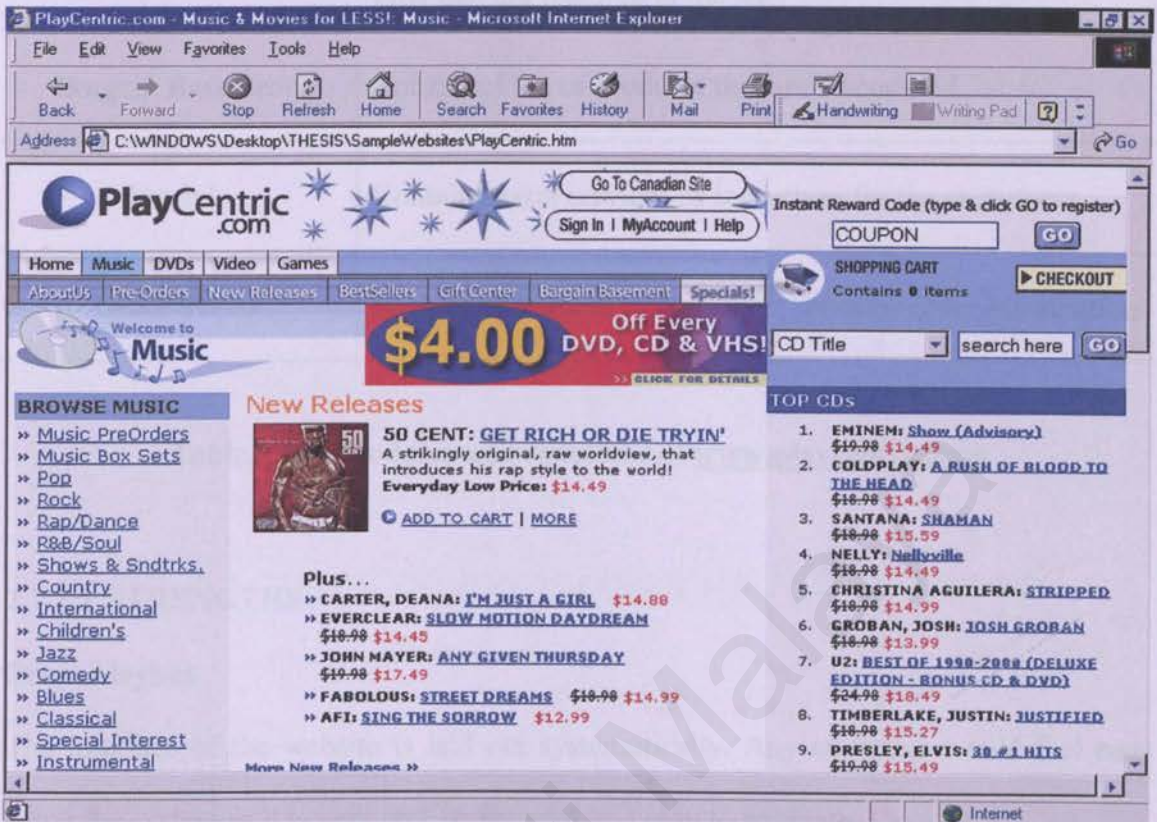 PlayCentric.com - Music & Movies for LESS!: Music - Microsoft Internet Explorer
File Edit View Favorites Tools Help
Back Forward Stop Refresh Home Search Favorites History Mail Print Handwriting Writing Pad
Address C:\WINDOWS\Desktop\THESIS\SampleWebsites\PlayCentric.htm Go
PlayCentric
.com
Go To Canadian Site
Sign In | MyAccount | Help
Instant Reward Code (type & click GO to register)
COUPON GO
Home Music DVDs Video Games
AboutUs Pre-Orders New Releases BestSellers Gift Center Bargain Basement Specials!
SHOPPING CART
Contains 0 items
CHECKOUT
Welcome to
Music
$4.00
Off Every
DVD, CD & VHS!
>> CLICK FOR DETAILS
CD Title search here GO
BROWSE MUSIC
» Music PreOrders
» Music Box Sets
» Pop
» Rock
» Rap/Dance
» R&B/Soul
» Shows & Sndtrks.
» Country
» International
» Children's
» Jazz
» Comedy
» Blues
» Classical
» Special Interest
» Instrumental
New Releases
50
CENT
50 CENT: GET RICH OR DIE TRYIN'
A strikingly original, raw worldview, that
introduces his rap style to the world!
Everyday Low Price: $14.49
ADD TO CART | MORE
Plus...
» CARTER, DEANA: I'M JUST A GIRL $14.88
» EVERCLEAR: SLOW MOTION DAYDREAM
$18.98 $14.45
» JOHN MAYER: ANY GIVEN THURSDAY
$19.98 $17.49
» FABOLOUS: STREET DREAMS $18.98 $14.99
» AFI: SING THE SORROW $12.99
More New Releases »
TOP CDs
1. EMINEM: Show (Advisory)
$19.98 $14.49
2. COLDPLAY: A RUSH OF BLOOD TO
THE HEAD
$18.98 $14.49
3. SANTANA: SHAMAN
$18.98 $15.59
4. NELLY: Nellyville
$18.98 $14.49
5. CHRISTINA AGUILERA: STRIPPED
$18.98 $14.99
6. GROBAN, JOSH: JOSH GROBAN
$18.98 $13.99
7. U2: BEST OF 1990-2000 (DELUXE
EDITION - BONUS CD & DVD)
$24.98 $18.49
8. TIMBERLAKE, JUSTIN: JUSTIFIED
$18.98 $15.27
9. PRESLEY, ELVIS: 30 #1 HITS
$19.98 $15.49
Internet